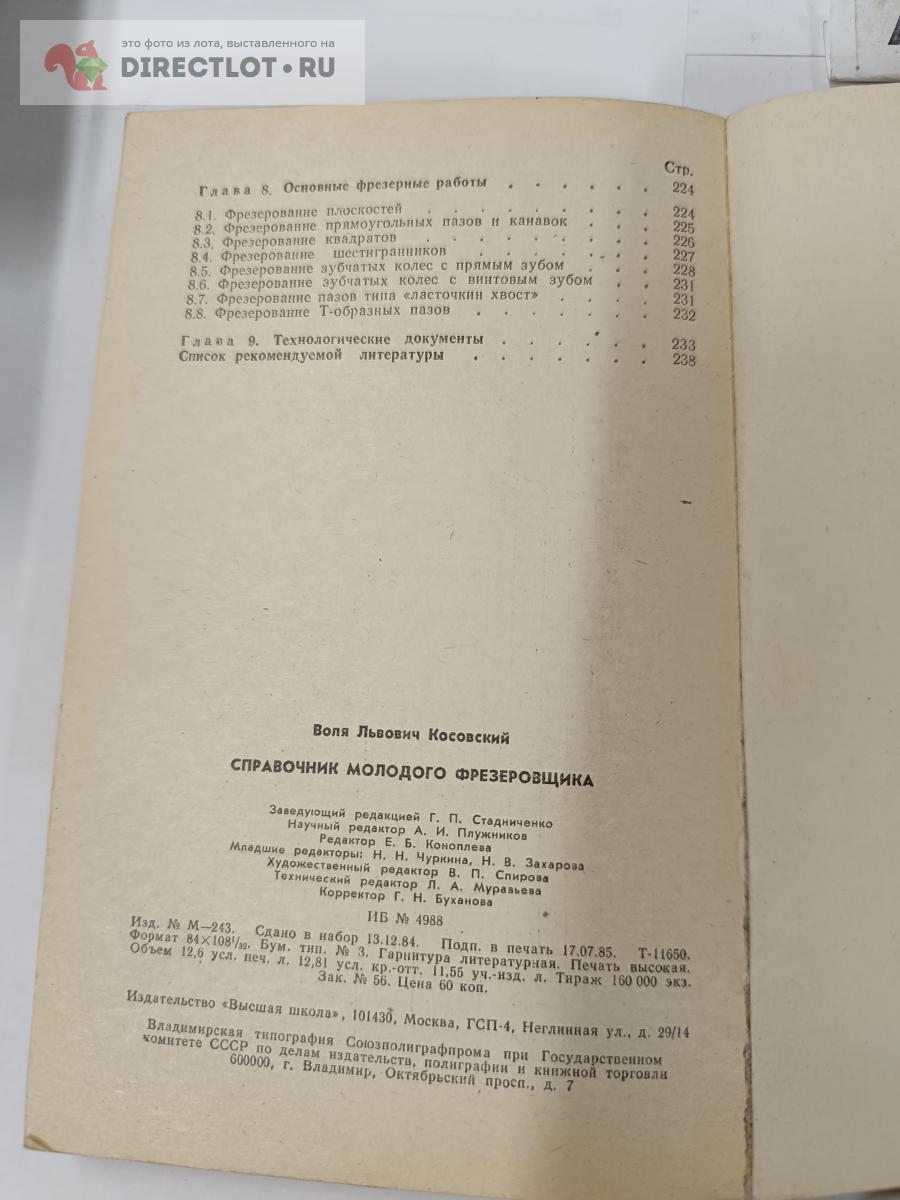 это фото из лота, выставленного на
DIRECTLOT•RU
Стр.
Глава 8. Основные фрезерные работы . . . . . . 224
8.1. Фрезерование плоскостей . . . . . . . . 224
8.2. Фрезерование прямоугольных пазов и канавок . . . 225
8.3. Фрезерование квадратов . . . . . . . . 226
8.4. Фрезерование шестигранников . . . . . . 227
8.5. Фрезерование зубчатых колес с прямым зубом . . . 228
8.6. Фрезерование зубчатых колес с винтовым зубом . . 231
8.7. Фрезерование пазов типа «ласточкин хвост» . . . . 231
8.8. Фрезерование Т-образных пазов . . . . . . . 232
Глава 9. Технологические документы . . . . . . 233
Список рекомендуемой литературы . . . . . . . 238
Воля Львович Косовский
СПРАВОЧНИК МОЛОДОГО ФРЕЗЕРОВЩИКА
Заведующий редакцией Г. П. Стадниченко
Научный редактор А. И. Плужников
Редактор Е. Б. Коноплева
Младшие редакторы: Н. Н. Чуркина, Н. В. Захарова
Художественный редактор В. П. Спирова
Технический редактор Л. А. Муравьева
Корректор Г. Н. Буханова
ИБ № 4988
Изд. № М—243. Сдано в набор 13.12.84. Подп. в печать 17.07.85. Т-11650.
Формат 84×108¹/₃₂. Бум. тип. № 3. Гарнитура литературная. Печать высокая.
Объем 12,6 усл. печ. л. 12,81 усл. кр.-отт. 11,55 уч.-изд. л. Тираж 160 000 экз.
Зак. № 56. Цена 60 коп.
Издательство «Высшая школа», 101430, Москва, ГСП-4, Неглинная ул., д. 29/14
Владимирская типография Союзполиграфпрома при Государственном
комитете СССР по делам издательств, полиграфии и книжной торговли
600000, г. Владимир, Октябрьский просп., д. 7